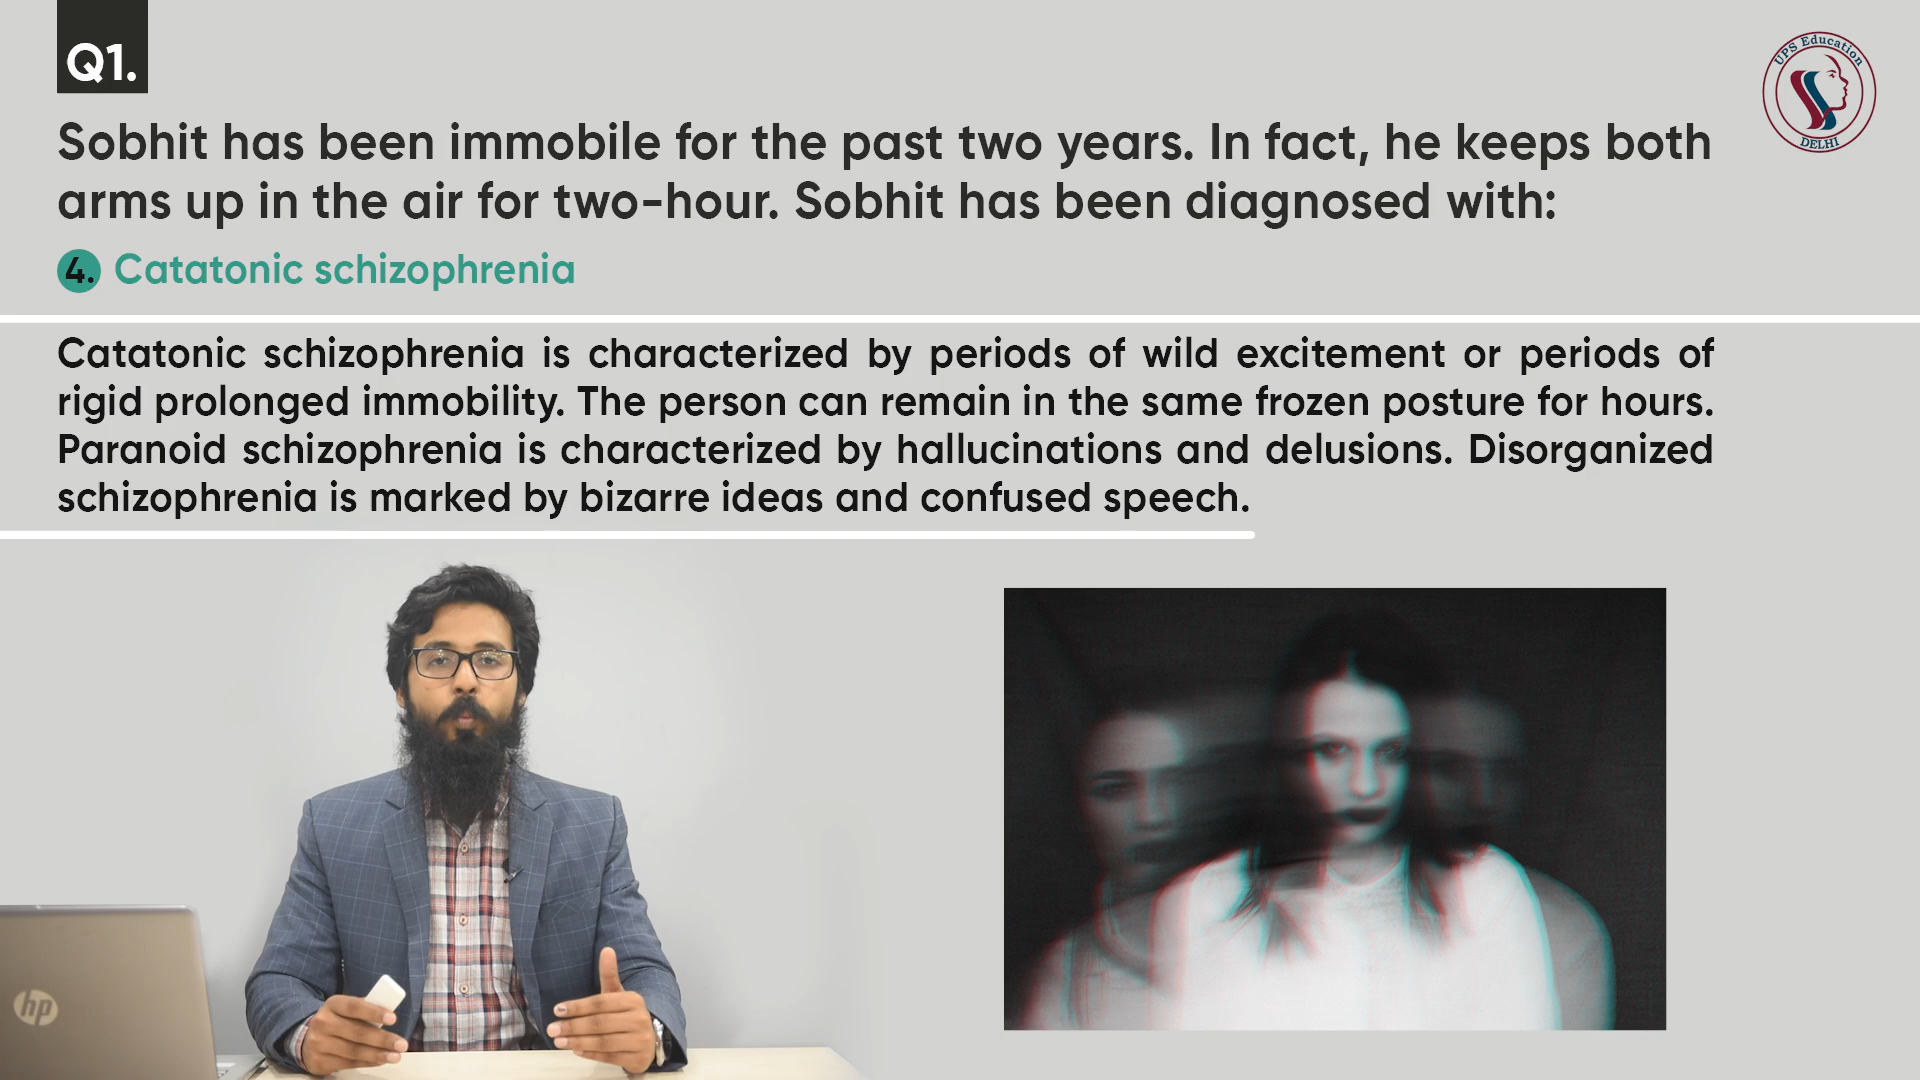 Q1.
UPS Education
DELHI
Sobhit has been immobile for the past two years. In fact, he keeps both
arms up in the air for two-hour. Sobhit has been diagnosed with:
4. Catatonic schizophrenia
Catatonic schizophrenia is characterized by periods of wild excitement or periods of
rigid prolonged immobility. The person can remain in the same frozen posture for hours.
Paranoid schizophrenia is characterized by hallucinations and delusions. Disorganized
schizophrenia is marked by bizarre ideas and confused speech.
hp